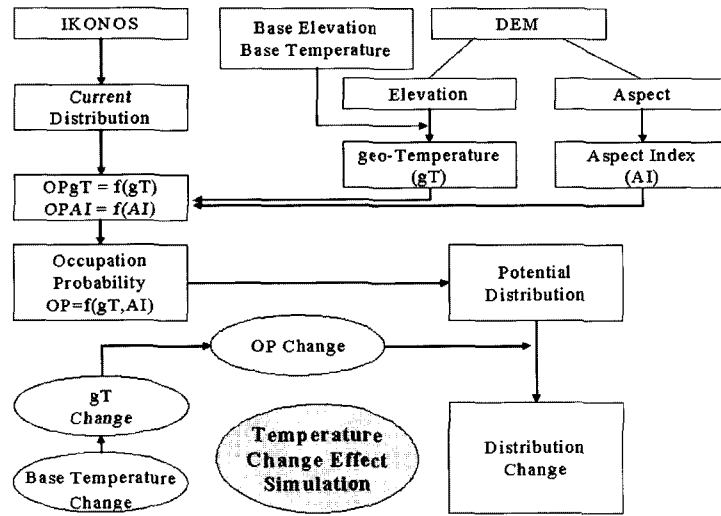 IKONOS
Base Elevation
Base Temperature
DEM
Current
Distribution
Elevation
Aspect
geo-Temperature
(gT)
Aspect Index
(AI)
OPgT = f(gT)
OPAI = f(AI)
Occupation
Probability
OP=f(gT,AI)
Potential
Distribution
OP Change
gT
Change
Temperature
Change Effect
Simulation
Distribution
Change
Base Temperature
Change